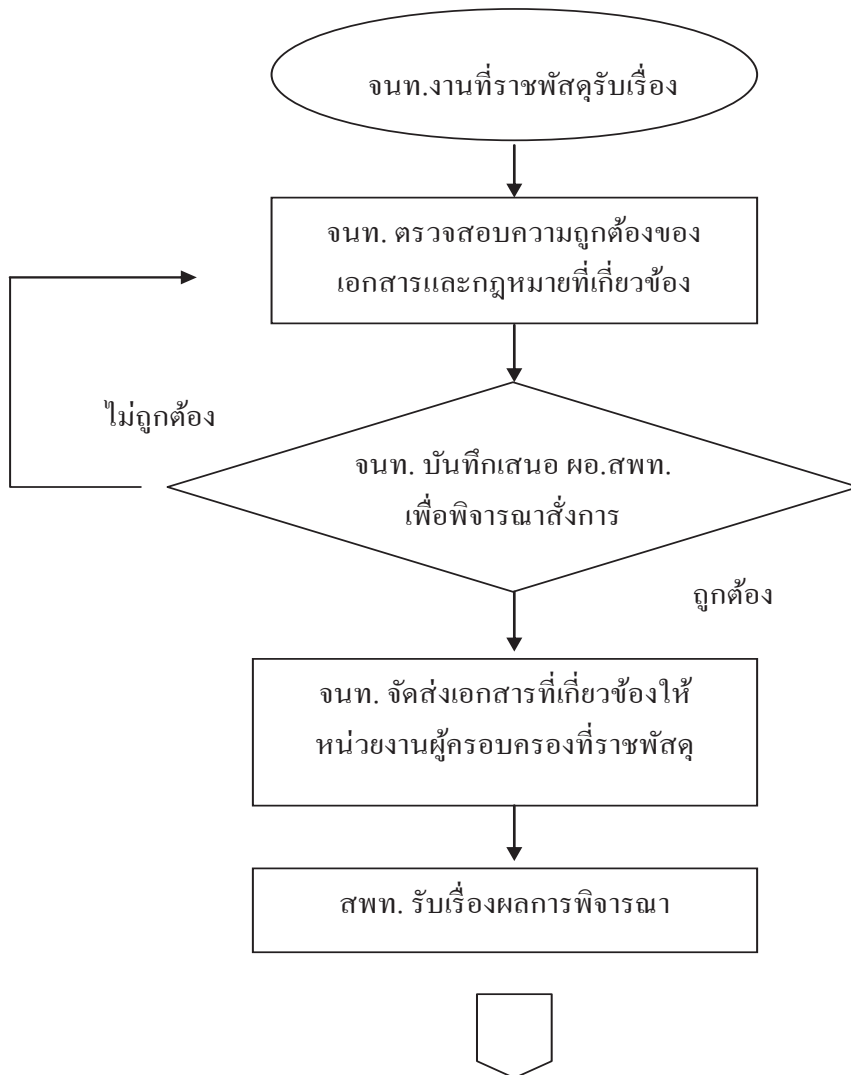 จนท.งานที่ราชพัสดุรับเรื่อง
จนท. ตรวจสอบความถูกต้องของ
เอกสารและกฎหมายที่เกี่ยวข้อง
ไม่ถูกต้อง
จนท. บันทึกเสนอ ผอ.สพท.
เพื่อพิจารณาสั่งการ
ถูกต้อง
จนท. จัดส่งเอกสารที่เกี่ยวข้องให้
หน่วยงานผู้ครอบครองที่ราชพัสดุ
สพท. รับเรื่องผลการพิจารณา